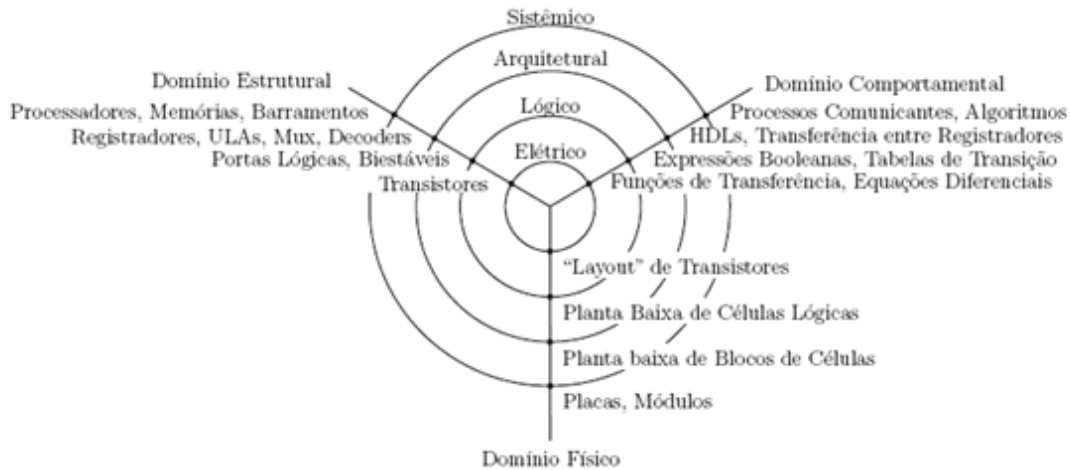 Sistêmico
Arquitetural
Domínio Estrutural
Domínio Comportamental
Lógico
Processadores, Memórias, Barramentos
Processos Comunicantes, Algoritmos
Registradores, ULAs, Mux, Decoders
HDLs, Transferência entre Registradores
Elétrico
Portas Lógicas, Biestáveis
Expressões Booleanas, Tabelas de Transição
Transistores
Funções de Transferência, Equações Diferenciais
“Layout” de Transistores
Planta Baixa de Células Lógicas
Planta baixa de Blocos de Células
Placas, Módulos
Domínio Físico